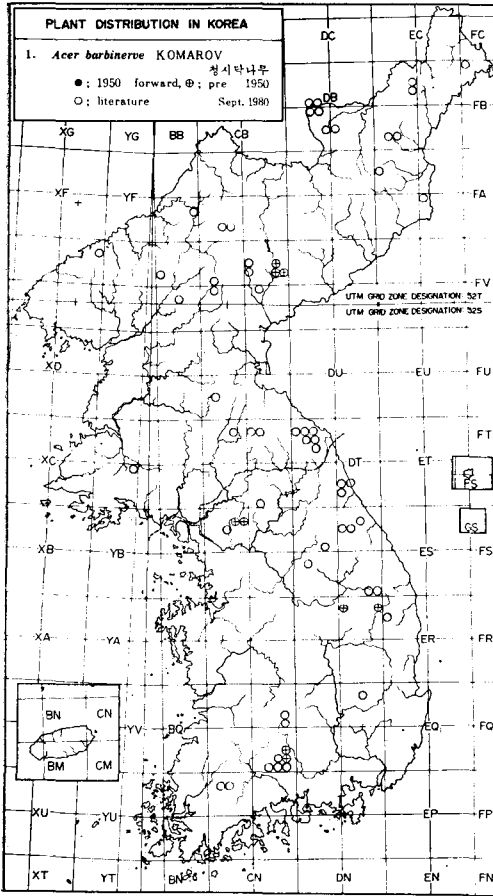 PLANT DISTRIBUTION IN KOREA
1. Acer barbinerve KOMAROV
청시닥나무
●; 1950 forward, ⊕; pre 1950
○; literature Sept. 1980
DC EC FC
DB FB
XG YG BB CB
XF YF FA
FV
UTM GRID ZONE DESIGNATION 52T
UTM GRID ZONE DESIGNATION 52S
XD DU EU FU
FT
XC DT ET
FS
GS
XB YB ES FS
XA YA ER FR
BN CN
YV BQ EQ FQ
BM CM
XU YU EP FP
XT YT BN CN DN EN FN